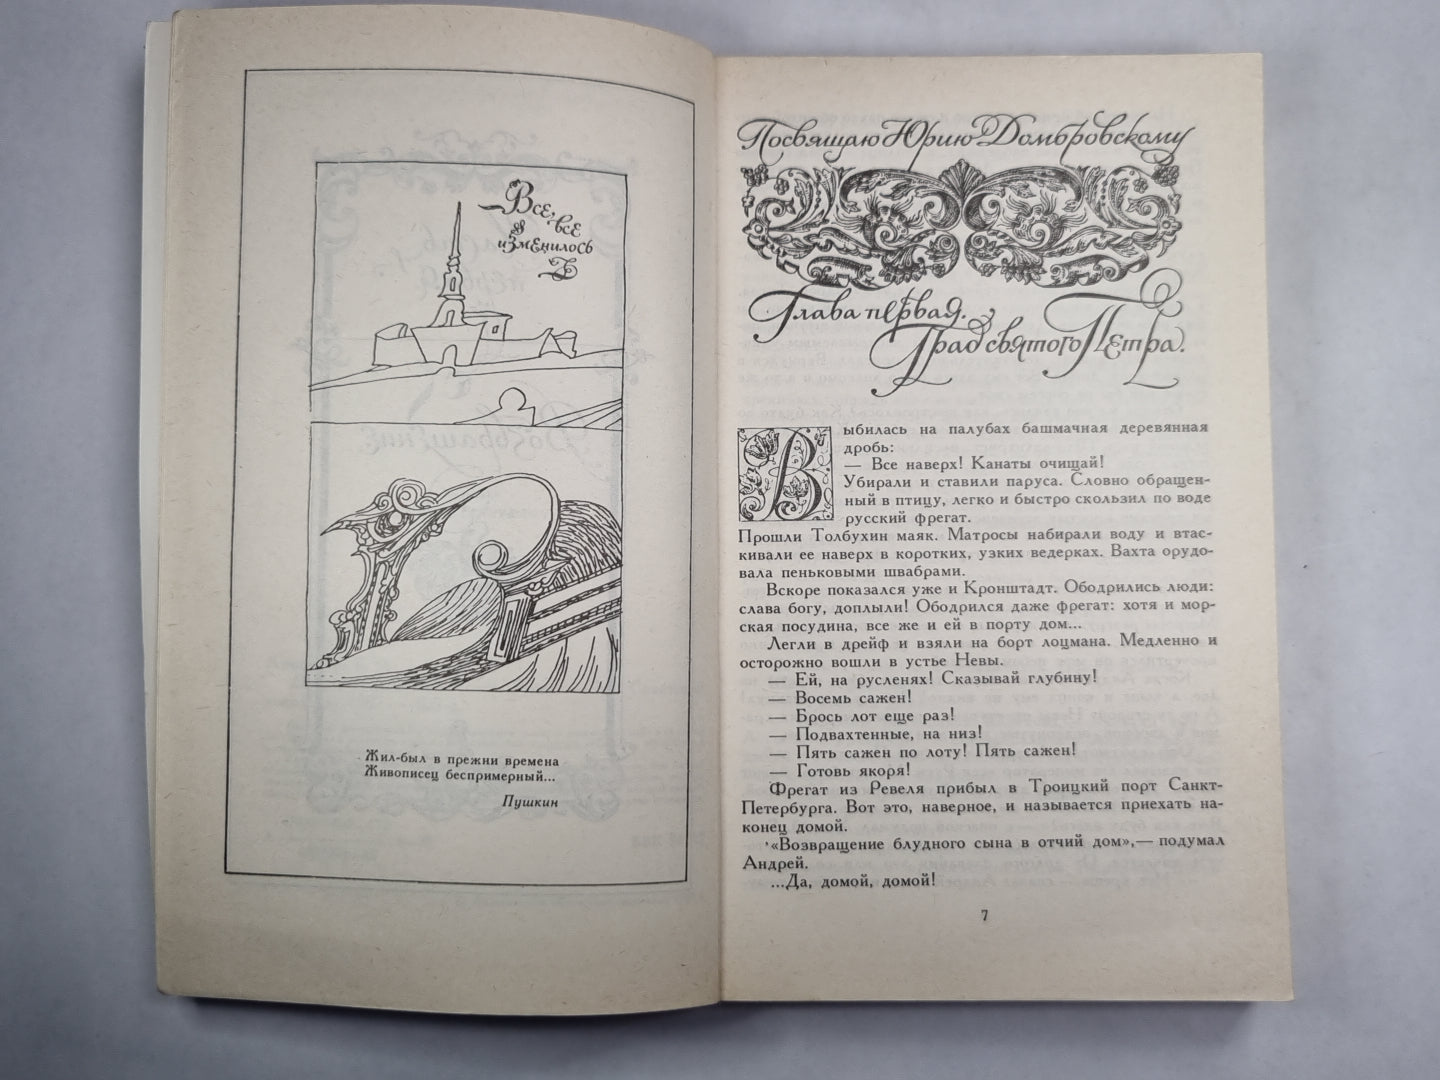 Все, все
изменилось
Жил-был в прежни времена
Живописец беспримерный...
Пушкин
Посвящаю Юрию Домбровскому
Глава первая.
Град святого Петра.
Выбилась на палубах башмачная деревянная
дробь:
— Все наверх! Канаты очищай!
Убирали и ставили паруса. Словно обращен-
ный в птицу, легко и быстро скользил по воде
русский фрегат.
Прошли Толбухин маяк. Матросы набирали воду и втас-
кивали ее наверх в коротких, узких ведерках. Вахта орудо-
вала пеньковыми швабрами.
Вскоре показался уже и Кронштадт. Ободрились люди:
слава богу, доплыли! Ободрился даже фрегат: хотя и мор-
ская посудина, все же и ей в порту дом...
Легли в дрейф и взяли на борт лоцмана. Медленно и
осторожно вошли в устье Невы.
— Ей, на русленях! Сказывай глубину!
— Восемь сажен!
— Брось лот еще раз!
— Подвахтенные, на низ!
— Пять сажен по лоту! Пять сажен!
— Готовь якоря!
Фрегат из Ревеля прибыл в Троицкий порт Санкт-
Петербурга. Вот это, наверное, и называется приехать на-
конец домой.
«Возвращение блудного сына в отчий дом»,— подумал
Андрей.
...Да, домой, домой!
7